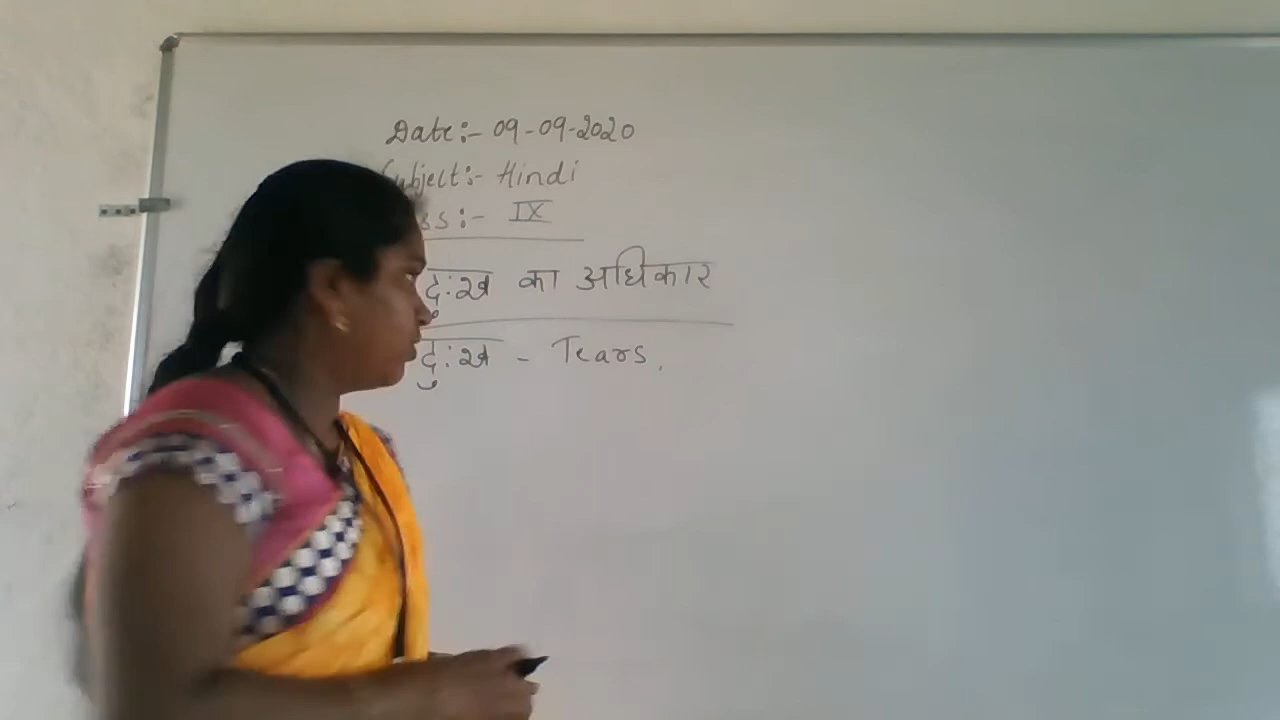 Date:- 09-09-2020
Subject:- Hindi
:- IX
दुःख का अधिकार
दुःख - Tears.